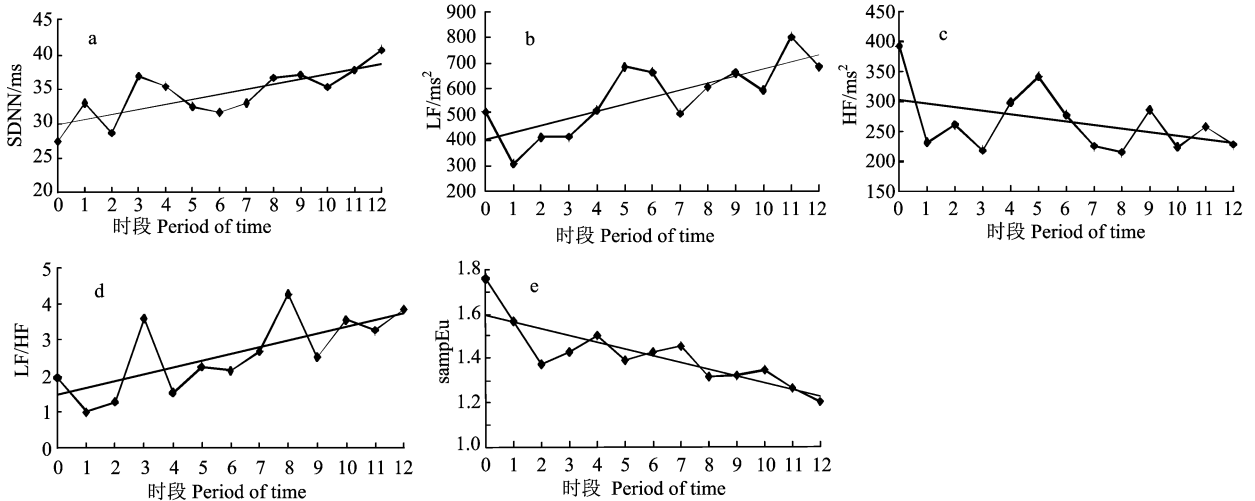 a
SDNN/ms
45
40
35
30
25
20
0 1 2 3 4 5 6 7 8 9 10 11 12
时段 Period of time
b
LF/ms²
900
800
700
600
500
400
300
200
0 1 2 3 4 5 6 7 8 9 10 11 12
时段 Period of time
c
HF/ms²
450
400
350
300
250
200
150
0 1 2 3 4 5 6 7 8 9 10 11 12
时段 Period of time
d
LF/HF
5
4
3
2
1
0
0 1 2 3 4 5 6 7 8 9 10 11 12
时段 Period of time
e
sampEu
1.8
1.6
1.4
1.2
1.0
0 1 2 3 4 5 6 7 8 9 10 11 12
时段 Period of time